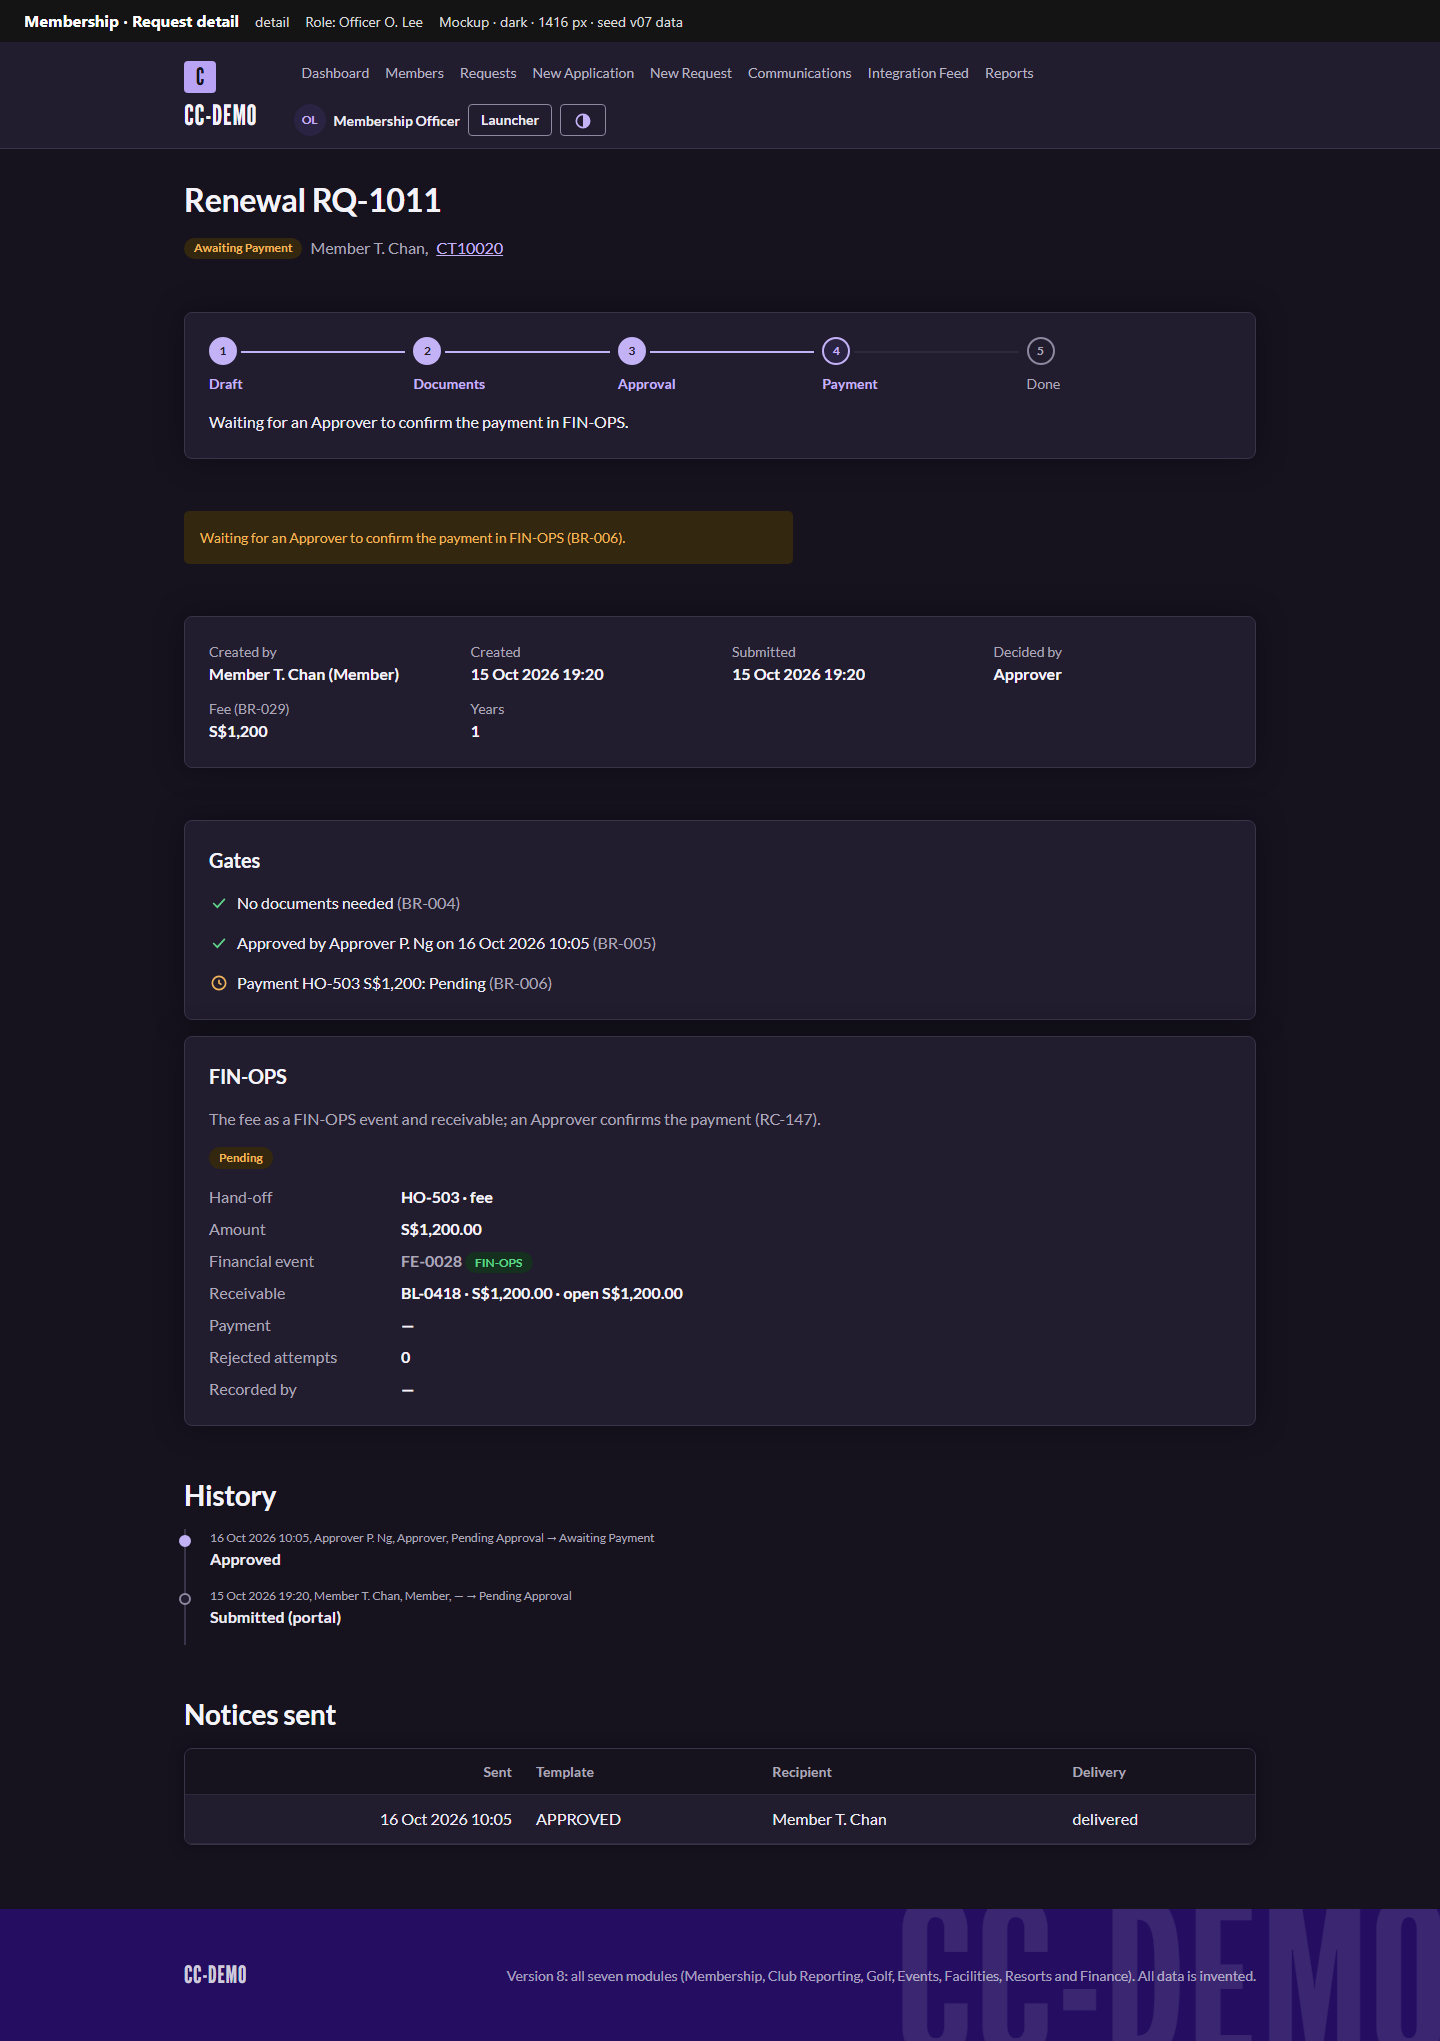 Membership · Request detail detail Role: Officer O. Lee Mockup · dark · 1416 px · seed v07 data
C
CC-DEMO
Dashboard Members Requests New Application New Request Communications Integration Feed Reports
OL Membership Officer Launcher
Renewal RQ-1011
Awaiting Payment Member T. Chan, CT10020
1 2 3 4 5
Draft Documents Approval Payment Done
Waiting for an Approver to confirm the payment in FIN-OPS.
Waiting for an Approver to confirm the payment in FIN-OPS (BR-006).
Created by Created Submitted Decided by
Member T. Chan (Member) 15 Oct 2026 19:20 15 Oct 2026 19:20 Approver
Fee (BR-029) Years
S$1,200 1
Gates
No documents needed (BR-004)
Approved by Approver P. Ng on 16 Oct 2026 10:05 (BR-005)
Payment HO-503 S$1,200: Pending (BR-006)
FIN-OPS
The fee as a FIN-OPS event and receivable; an Approver confirms the payment (RC-147).
Pending
Hand-off HO-503 · fee
Amount S$1,200.00
Financial event FE-0028 FIN-OPS
Receivable BL-0418 · S$1,200.00 · open S$1,200.00
Payment —
Rejected attempts 0
Recorded by —
History
16 Oct 2026 10:05, Approver P. Ng, Approver, Pending Approval → Awaiting Payment
Approved
15 Oct 2026 19:20, Member T. Chan, Member, — → Pending Approval
Submitted (portal)
Notices sent
Sent Template Recipient Delivery
16 Oct 2026 10:05 APPROVED Member T. Chan delivered
CC-DEMO
CC-DEMO Version 8: all seven modules (Membership, Club Reporting, Golf, Events, Facilities, Resorts and Finance). All data is invented.